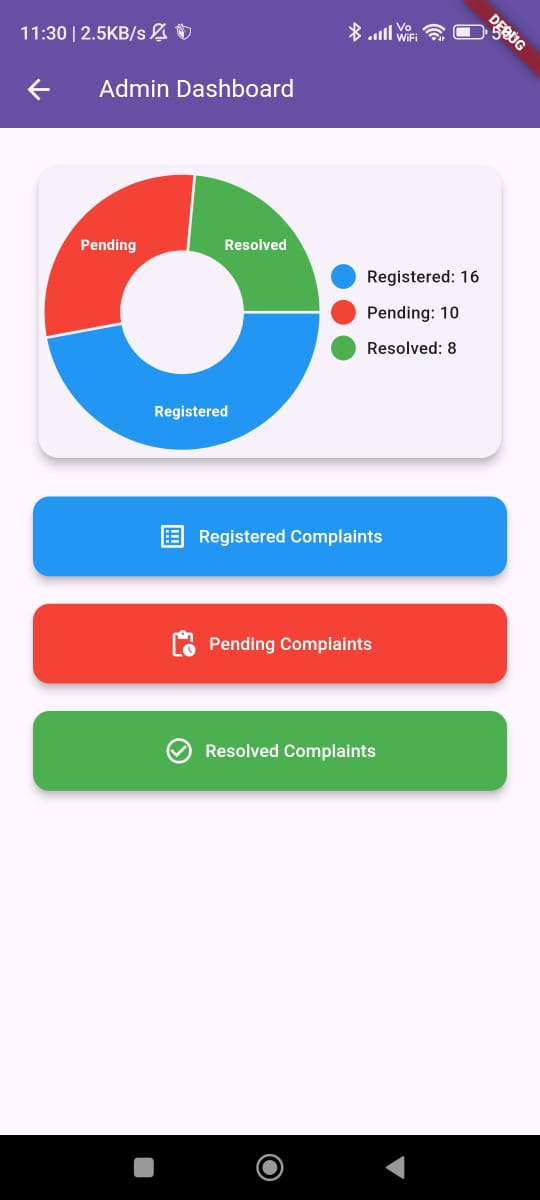 11:30 | 2.5KB/s
Vo
WiFi
DEBUG
Admin Dashboard
Pending
Resolved
Registered
Registered: 16
Pending: 10
Resolved: 8
Registered Complaints
Pending Complaints
Resolved Complaints